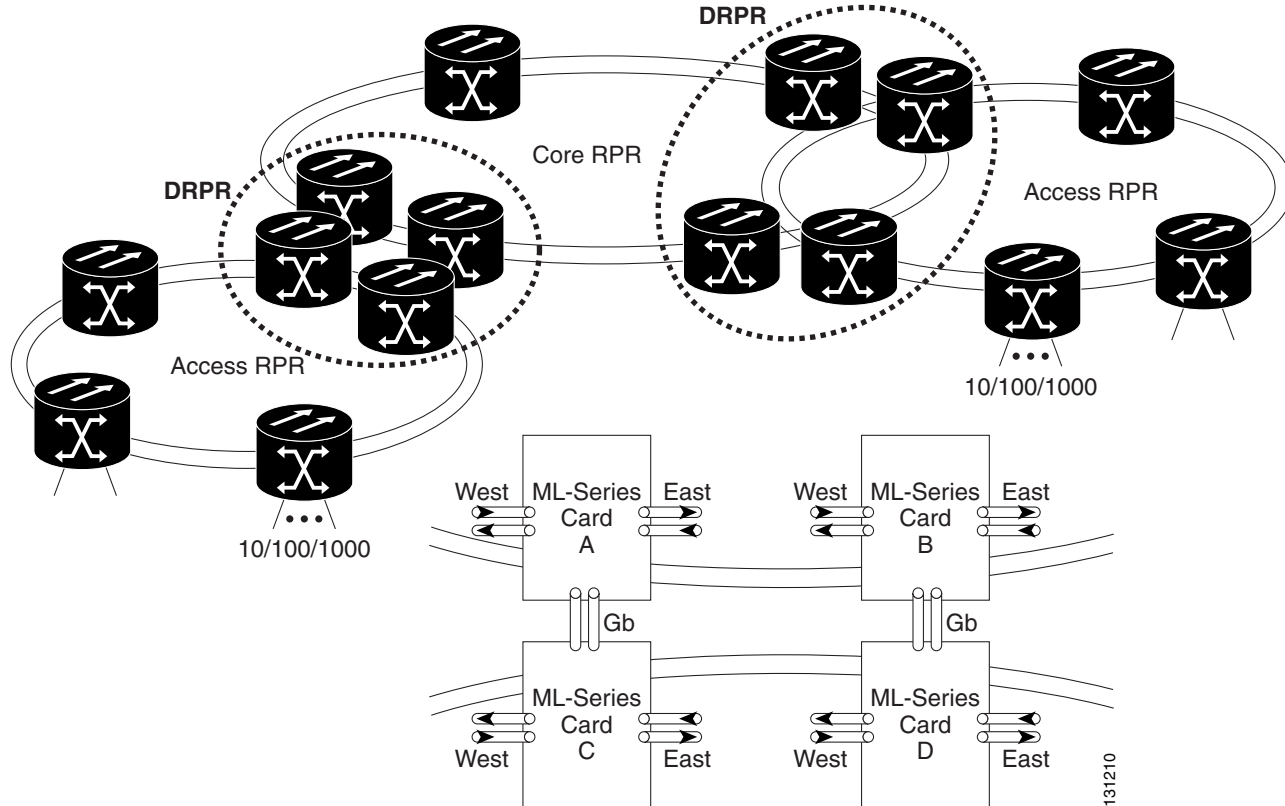 DRPR
Core RPR
DRPR
Access RPR
Access RPR
10/100/1000
10/100/1000
West
ML-Series
Card
A
East
West
ML-Series
Card
B
East
Gb
Gb
ML-Series
Card
C
West
East
ML-Series
Card
D
West
East
131210